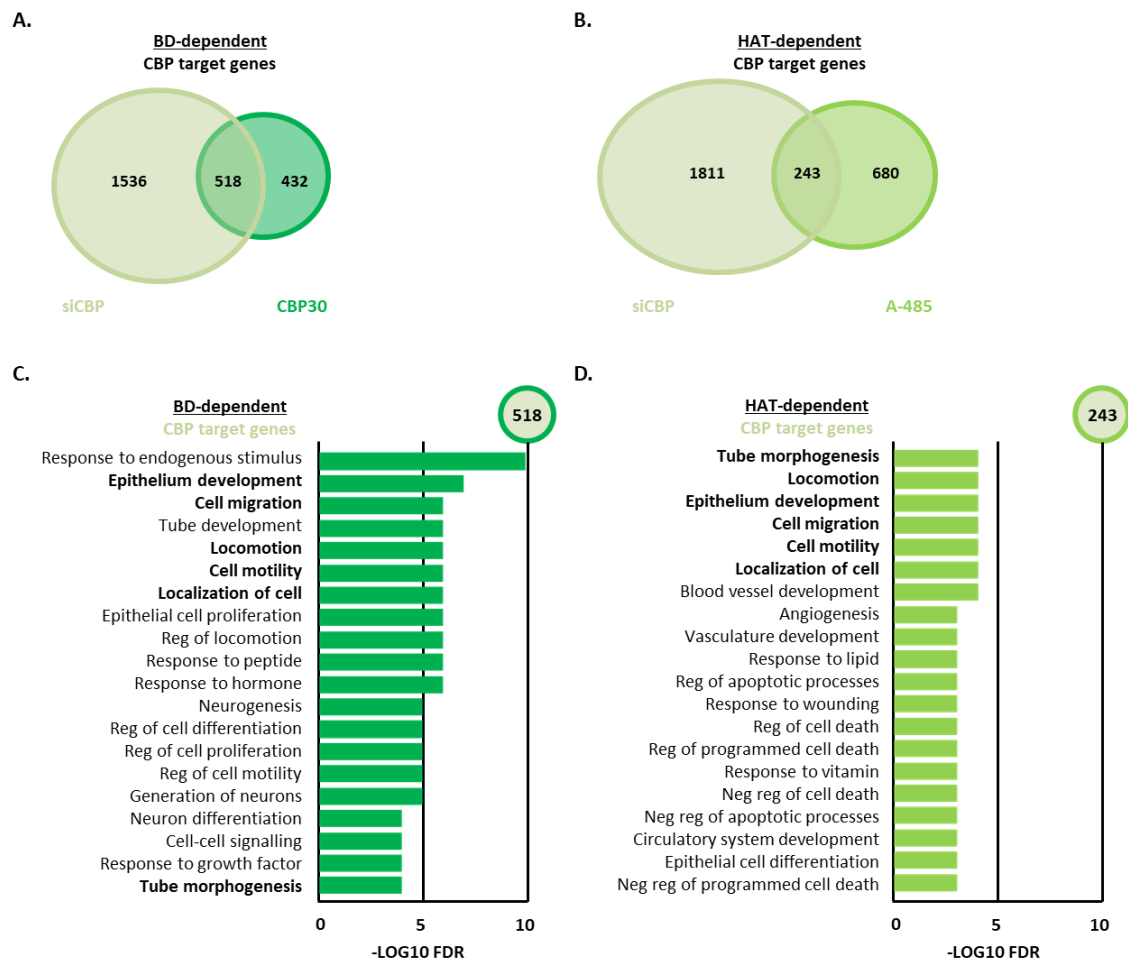 A.
BD-dependent
CBP target genes
1536
518
432
siCBP
CBP30
B.
HAT-dependent
CBP target genes
1811
243
680
siCBP
A-485
C.
BD-dependent
CBP target genes
518
Response to endogenous stimulus
Epithelium development
Cell migration
Tube development
Locomotion
Cell motility
Localization of cell
Epithelial cell proliferation
Reg of locomotion
Response to peptide
Response to hormone
Neurogenesis
Reg of cell differentiation
Reg of cell proliferation
Reg of cell motility
Generation of neurons
Neuron differentiation
Cell-cell signalling
Response to growth factor
Tube morphogenesis
0 5 10
-LOG10 FDR
D.
HAT-dependent
CBP target genes
243
Tube morphogenesis
Locomotion
Epithelium development
Cell migration
Cell motility
Localization of cell
Blood vessel development
Angiogenesis
Vasculature development
Response to lipid
Reg of apoptotic processes
Response to wounding
Reg of cell death
Reg of programmed cell death
Response to vitamin
Neg reg of cell death
Neg reg of apoptotic processes
Circulatory system development
Epithelial cell differentiation
Neg reg of programmed cell death
0 5 10
-LOG10 FDR